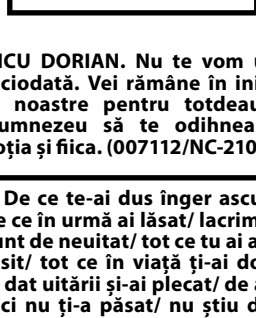 ICU DORIAN. Nu te vom u
ciodată. Vei rămâne în ini
noastre pentru totdeau
umnezeu să te odihnea
oția și fiica. (007112/NC-210
De ce te-ai dus înger ascu
e ce în urmă ai lăsat/ lacrim
unt de neuitat/ tot ce tu ai a
sit/ tot ce în viață ți-ai do
dat uitării și-ai plecat/ de a
ci nu ți-a păsat/ nu știu d